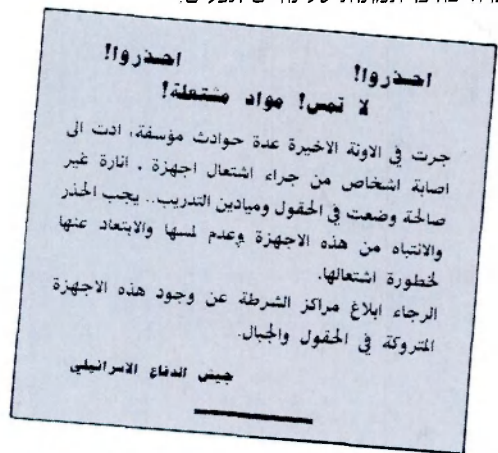 احذروا! احذروا!
لا تمس! مواد مشتعلة!
جرت في الاونة الاخيرة عدة حوادث مؤسفة، ادت الى
اصابة اشخاص من جراء اشتعال اجهزة . انارة غير
صالحة وضعت في الحقول وميادين التدريب.. يجب الحذر
والانتباه من هذه الاجهزة وعدم لمسها والابتعاد عنها
لخطورة اشتعالها.
الرجاء ابلاغ مراكز الشرطة عن وجود هذه الاجهزة
المتروكة في الحقول والجبال.
جيش الدفاع الاسرائيلي